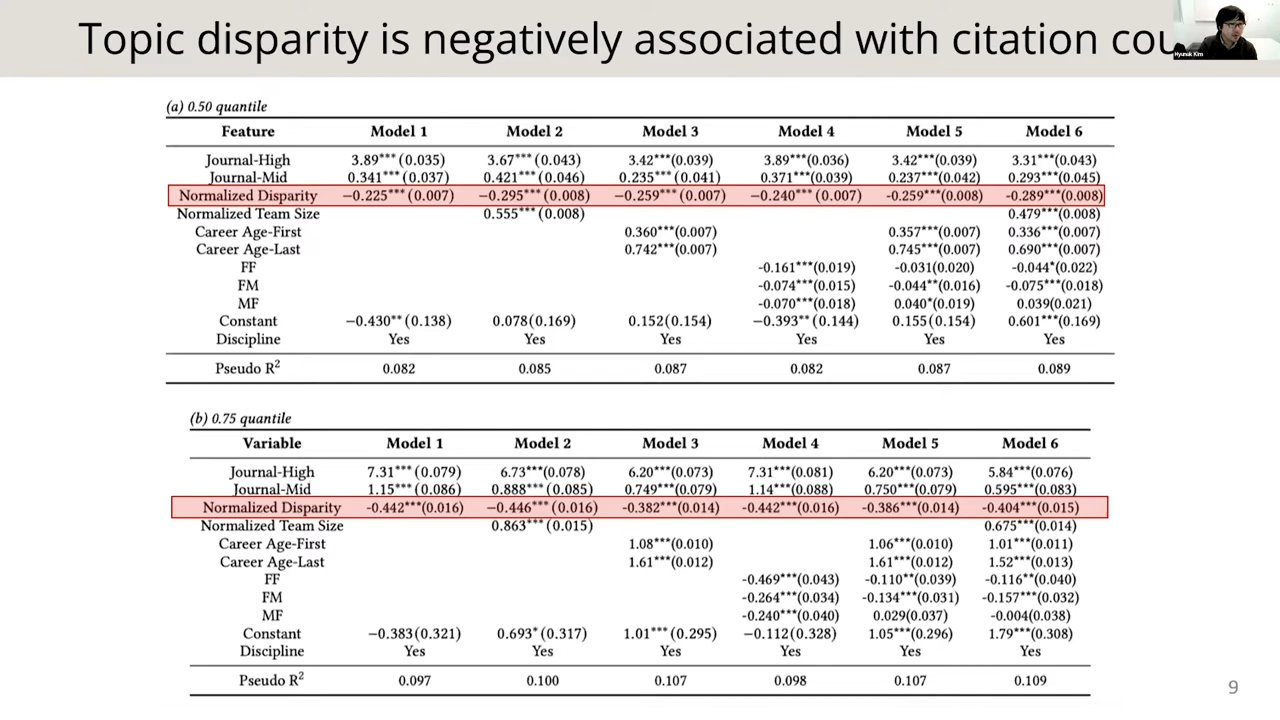 Topic disparity is negatively associated with citation cou
Hyunuk Kim
(a) 0.50 quantile
Feature Model 1 Model 2 Model 3 Model 4 Model 5 Model 6
Journal-High 3.89*** (0.035) 3.67*** (0.043) 3.42***(0.039) 3.89*** (0.036) 3.42***(0.039) 3.31***(0.043)
Journal-Mid 0.341*** (0.037) 0.421*** (0.046) 0.235*** (0.041) 0.371*** (0.039) 0.237***(0.042) 0.293***(0.045)
Normalized Disparity −0.225*** (0.007) −0.295*** (0.008) −0.259*** (0.007) −0.240*** (0.007) -0.259***(0.008) -0.289***(0.008)
Normalized Team Size 0.555*** (0.008) 0.479***(0.008)
Career Age-First 0.360***(0.007) 0.357***(0.007) 0.336***(0.007)
Career Age-Last 0.742***(0.007) 0.745***(0.007) 0.690***(0.007)
FF -0.161***(0.019) -0.031(0.020) -0.044*(0.022)
FM -0.074***(0.015) -0.044**(0.016) -0.075***(0.018)
MF -0.070***(0.018) 0.040*(0.019) 0.039(0.021)
Constant −0.430** (0.138) 0.078(0.169) 0.152(0.154) −0.393** (0.144) 0.155(0.154) 0.601***(0.169)
Discipline Yes Yes Yes Yes Yes Yes
Pseudo R² 0.082 0.085 0.087 0.082 0.087 0.089
(b) 0.75 quantile
Variable Model 1 Model 2 Model 3 Model 4 Model 5 Model 6
Journal-High 7.31*** (0.079) 6.73***(0.078) 6.20***(0.073) 7.31***(0.081) 6.20***(0.073) 5.84***(0.076)
Journal-Mid 1.15*** (0.086) 0.888***(0.085) 0.749***(0.079) 1.14***(0.088) 0.750***(0.079) 0.595***(0.083)
Normalized Disparity -0.442***(0.016) −0.446*** (0.016) -0.382***(0.014) -0.442***(0.016) -0.386***(0.014) -0.404***(0.015)
Normalized Team Size 0.863*** (0.015) 0.675***(0.014)
Career Age-First 1.08***(0.010) 1.06***(0.010) 1.01***(0.011)
Career Age-Last 1.61***(0.012) 1.61***(0.012) 1.52***(0.013)
FF -0.469***(0.043) -0.110**(0.039) -0.116**(0.040)
FM -0.264***(0.034) -0.134***(0.031) -0.157***(0.032)
MF -0.240***(0.040) 0.029(0.037) -0.004(0.038)
Constant −0.383(0.321) 0.693*(0.317) 1.01*** (0.295) −0.112(0.328) 1.05***(0.296) 1.79***(0.308)
Discipline Yes Yes Yes Yes Yes Yes
Pseudo R² 0.097 0.100 0.107 0.098 0.107 0.109
9